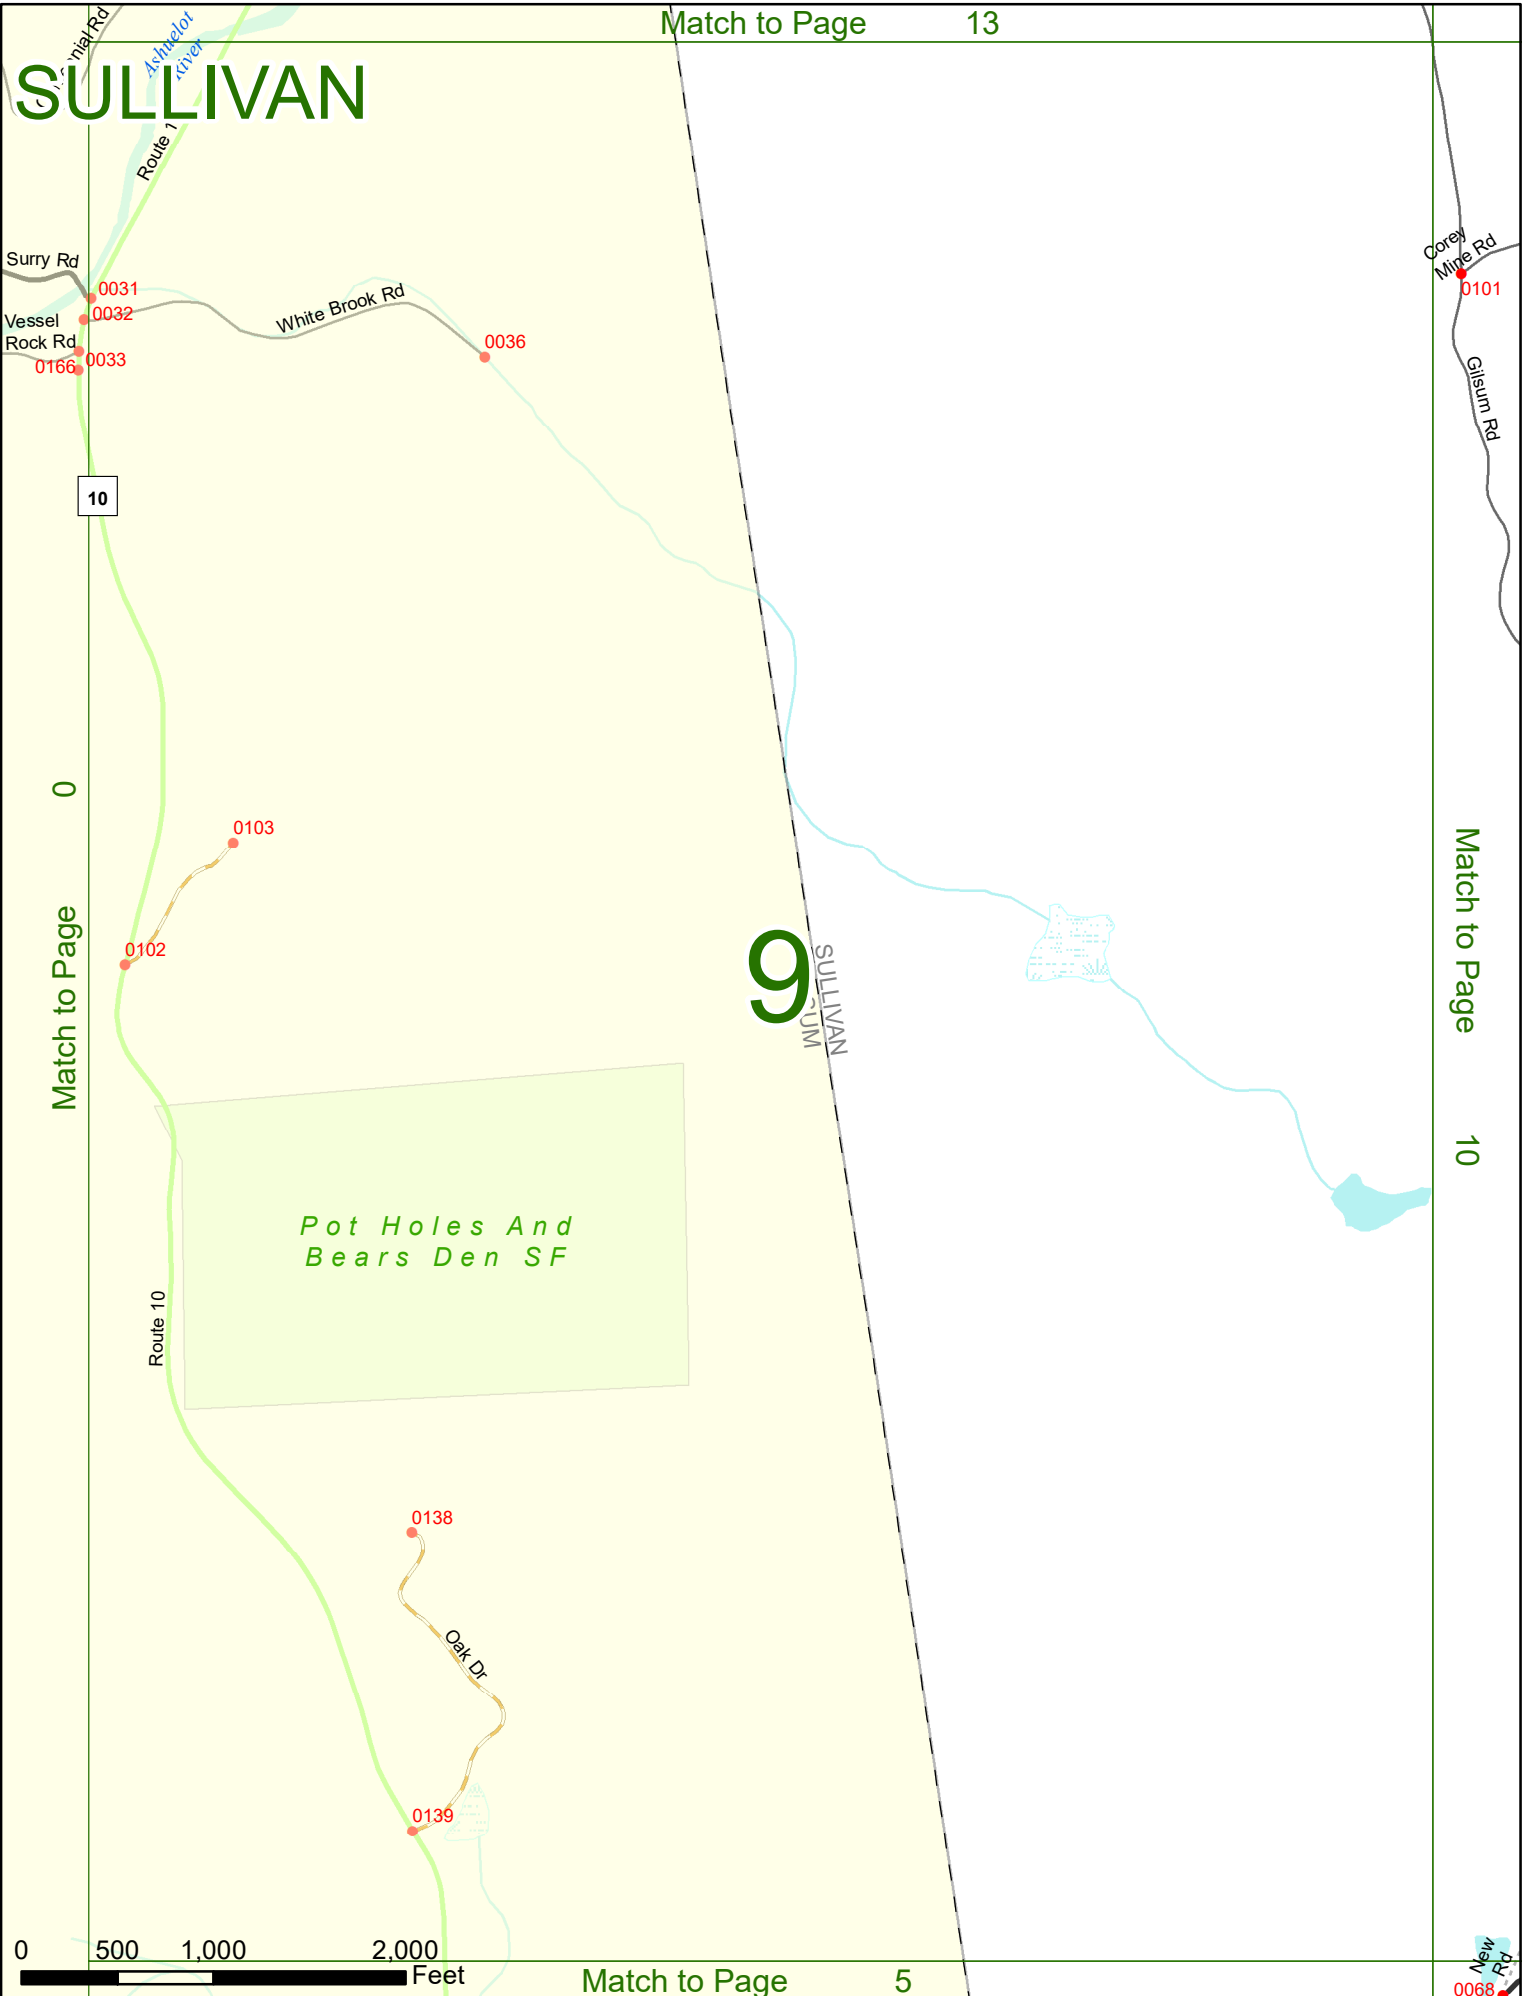 Match to Page 13
SULLIVAN
Ashuelot
River
Route 1
Surry Rd
0031
0032
Vessel
Rock Rd
0033
0166
White Brook Rd
0036
Corey
Mine Rd
0101
Gilsum Rd
10
0103
0102
Match to Page 0
Match to Page 10
9
SULLIVAN
SUM
Pot Holes And
Bears Den SF
Route 10
0138
Oak Dr
0139
0 500 1,000 2,000
Feet
Match to Page 5
New
Rd
0068